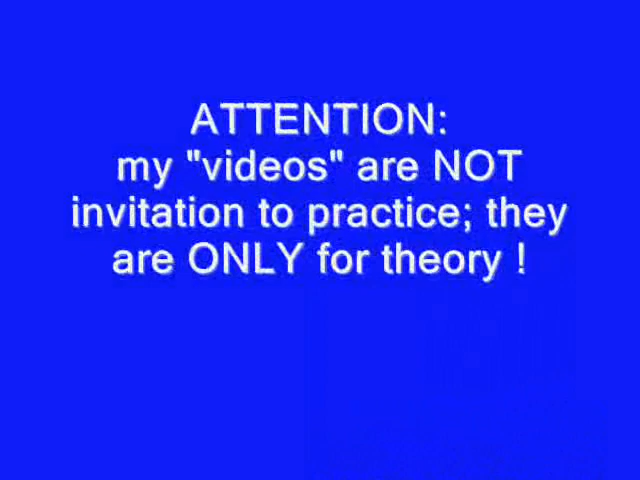 ATTENTION:
my "videos" are NOT
invitation to practice; they
are ONLY for theory !